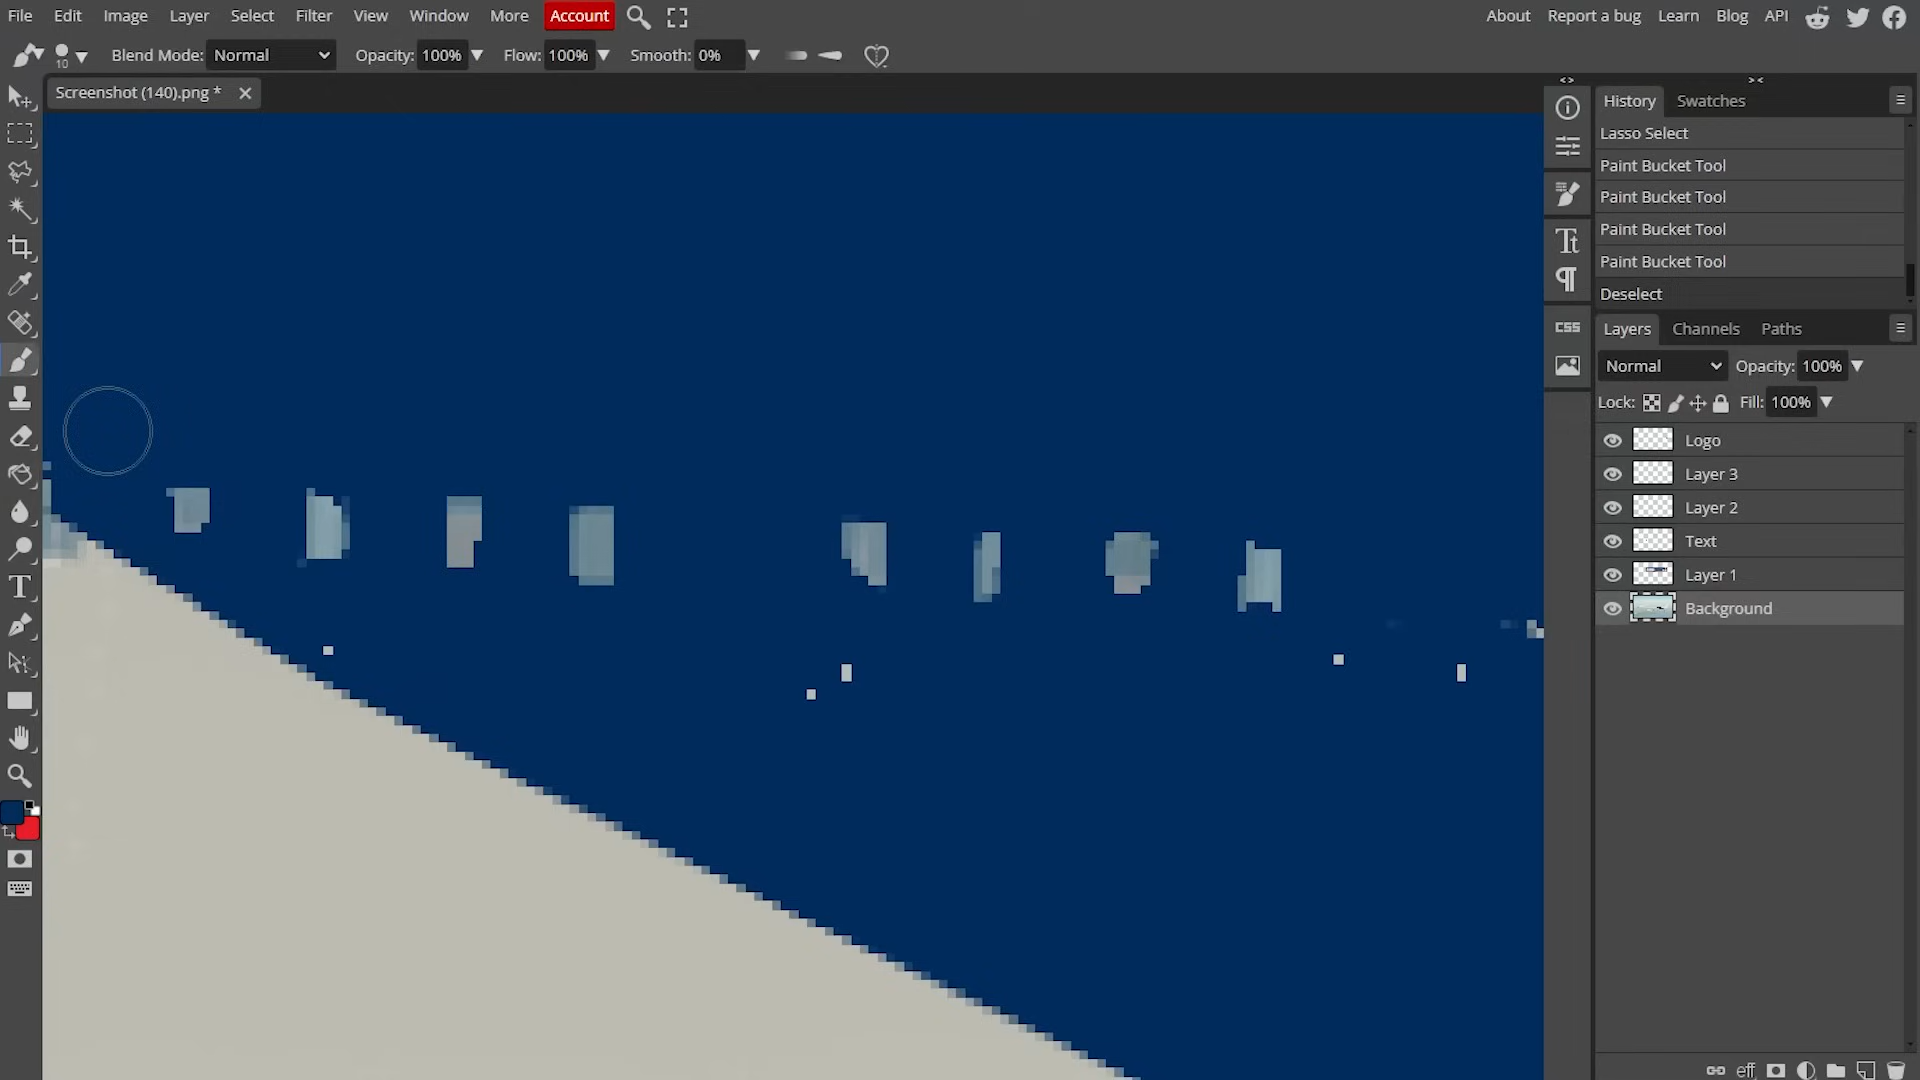 File Edit Image Layer Select Filter View Window More Account About Report a bug Learn Blog API
10 Blend Mode: Normal Opacity: 100% Flow: 100% Smooth: 0%
Screenshot (140).png *
History Swatches
Lasso Select
Paint Bucket Tool
Paint Bucket Tool
Paint Bucket Tool
Paint Bucket Tool
Deselect
CSS
Layers Channels Paths
Normal Opacity: 100%
Lock: Fill: 100%
Logo
Layer 3
Layer 2
Text
Layer 1
Background
eff